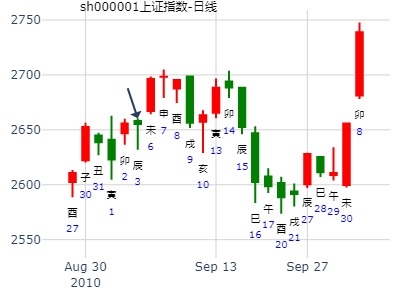 sh000001上证指数-日线
2750
2700
2650
2600
2550
酉
27
子
30
丑
31
寅
1
卯
2
辰
3
未
6
申
7
酉
8
戌
9
亥
10
寅
13
卯
14
辰
15
巳
16
午
17
酉
20
戌
21
辰
27
巳
28
午
29
未
30
卯
8
Aug 30
2010
Sep 13
Sep 27